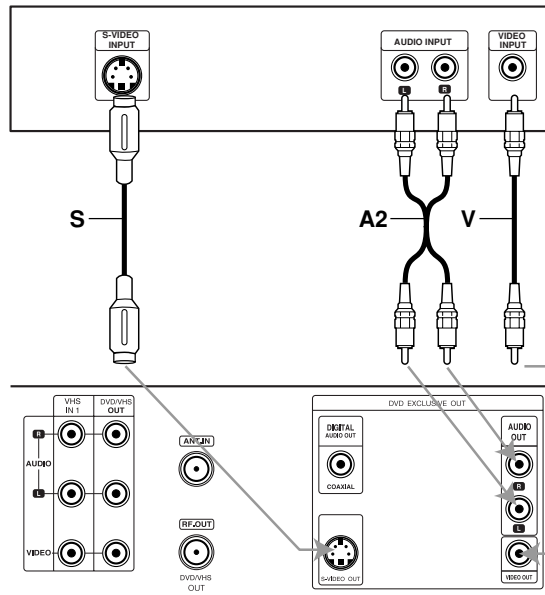 S-VIDEO
INPUT
AUDIO INPUT
L
R
VIDEO
INPUT
S
A2
V
VHS
IN 1
DVD/VHS
OUT
R
AUDIO
L
VIDEO
ANT.IN
RF.OUT
DVD/VHS
OUT
DVD EXCLUSIVE OUT
DIGITAL
AUDIO OUT
COAXIAL
S-VIDEO OUT
AUDIO
OUT
R
L
VIDEO OUT